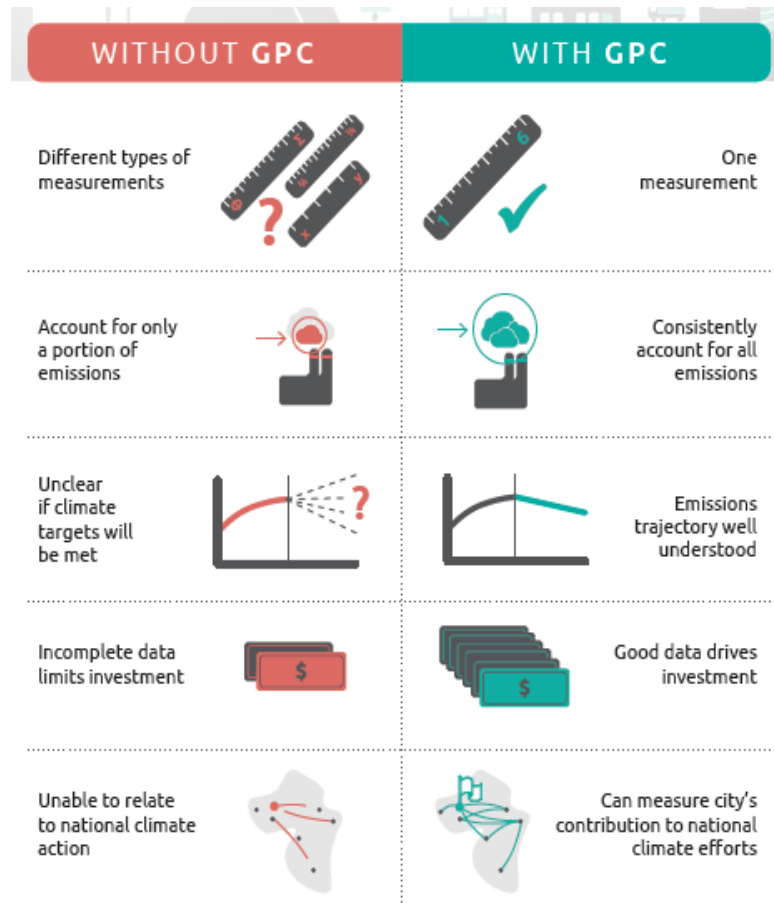 WITHOUT GPC
WITH GPC
Different types of
measurements
?
1 6
One
measurement
Account for only
a portion of
emissions
Consistently
account for all
emissions
Unclear
if climate
targets will
be met
?
Emissions
trajectory well
understood
Incomplete data
limits investment
$
$
Good data drives
investment
Unable to relate
to national climate
action
Can measure city’s
contribution to national
climate efforts